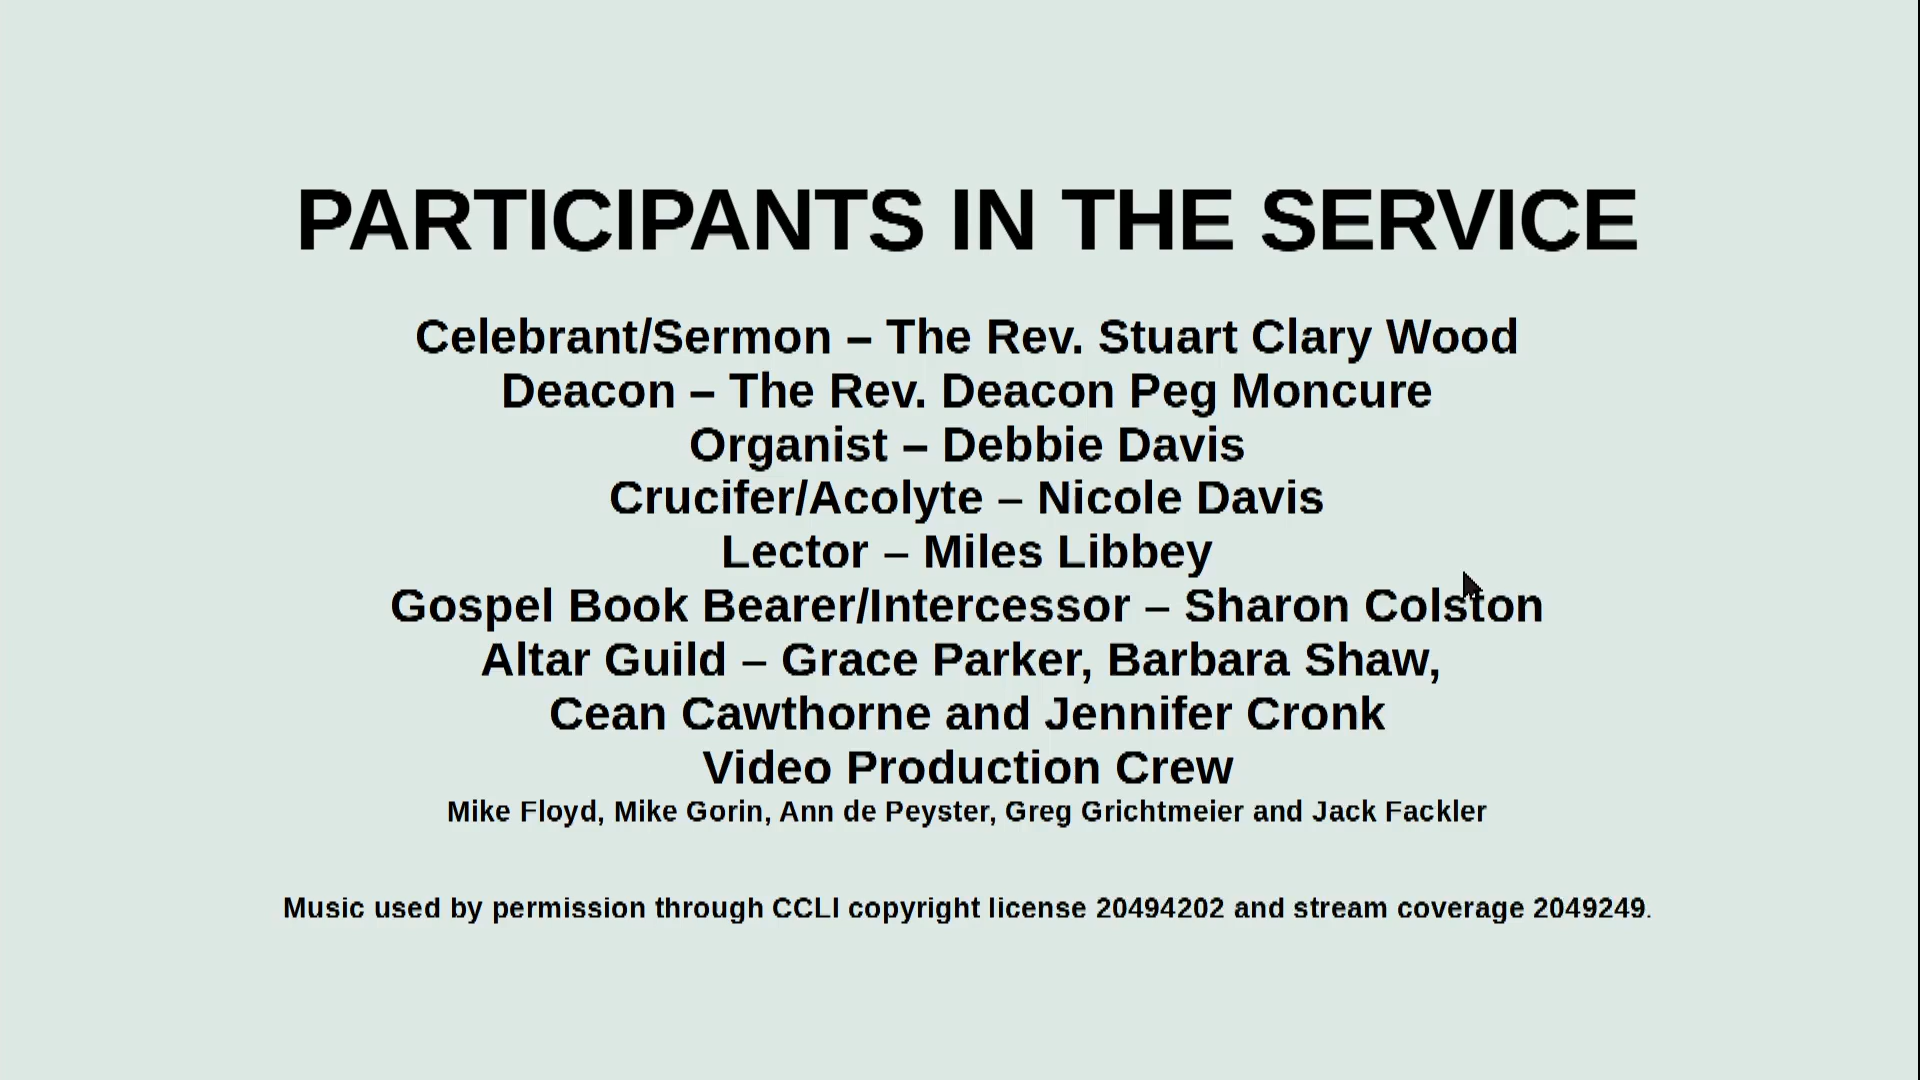 PARTICIPANTS IN THE SERVICE
Celebrant/Sermon – The Rev. Stuart Clary Wood
Deacon – The Rev. Deacon Peg Moncure
Organist – Debbie Davis
Crucifer/Acolyte – Nicole Davis
Lector – Miles Libbey
Gospel Book Bearer/Intercessor – Sharon Colston
Altar Guild – Grace Parker, Barbara Shaw,
Cean Cawthorne and Jennifer Cronk
Video Production Crew
Mike Floyd, Mike Gorin, Ann de Peyster, Greg Grichtmeier and Jack Fackler
Music used by permission through CCLI copyright license 20494202 and stream coverage 2049249.